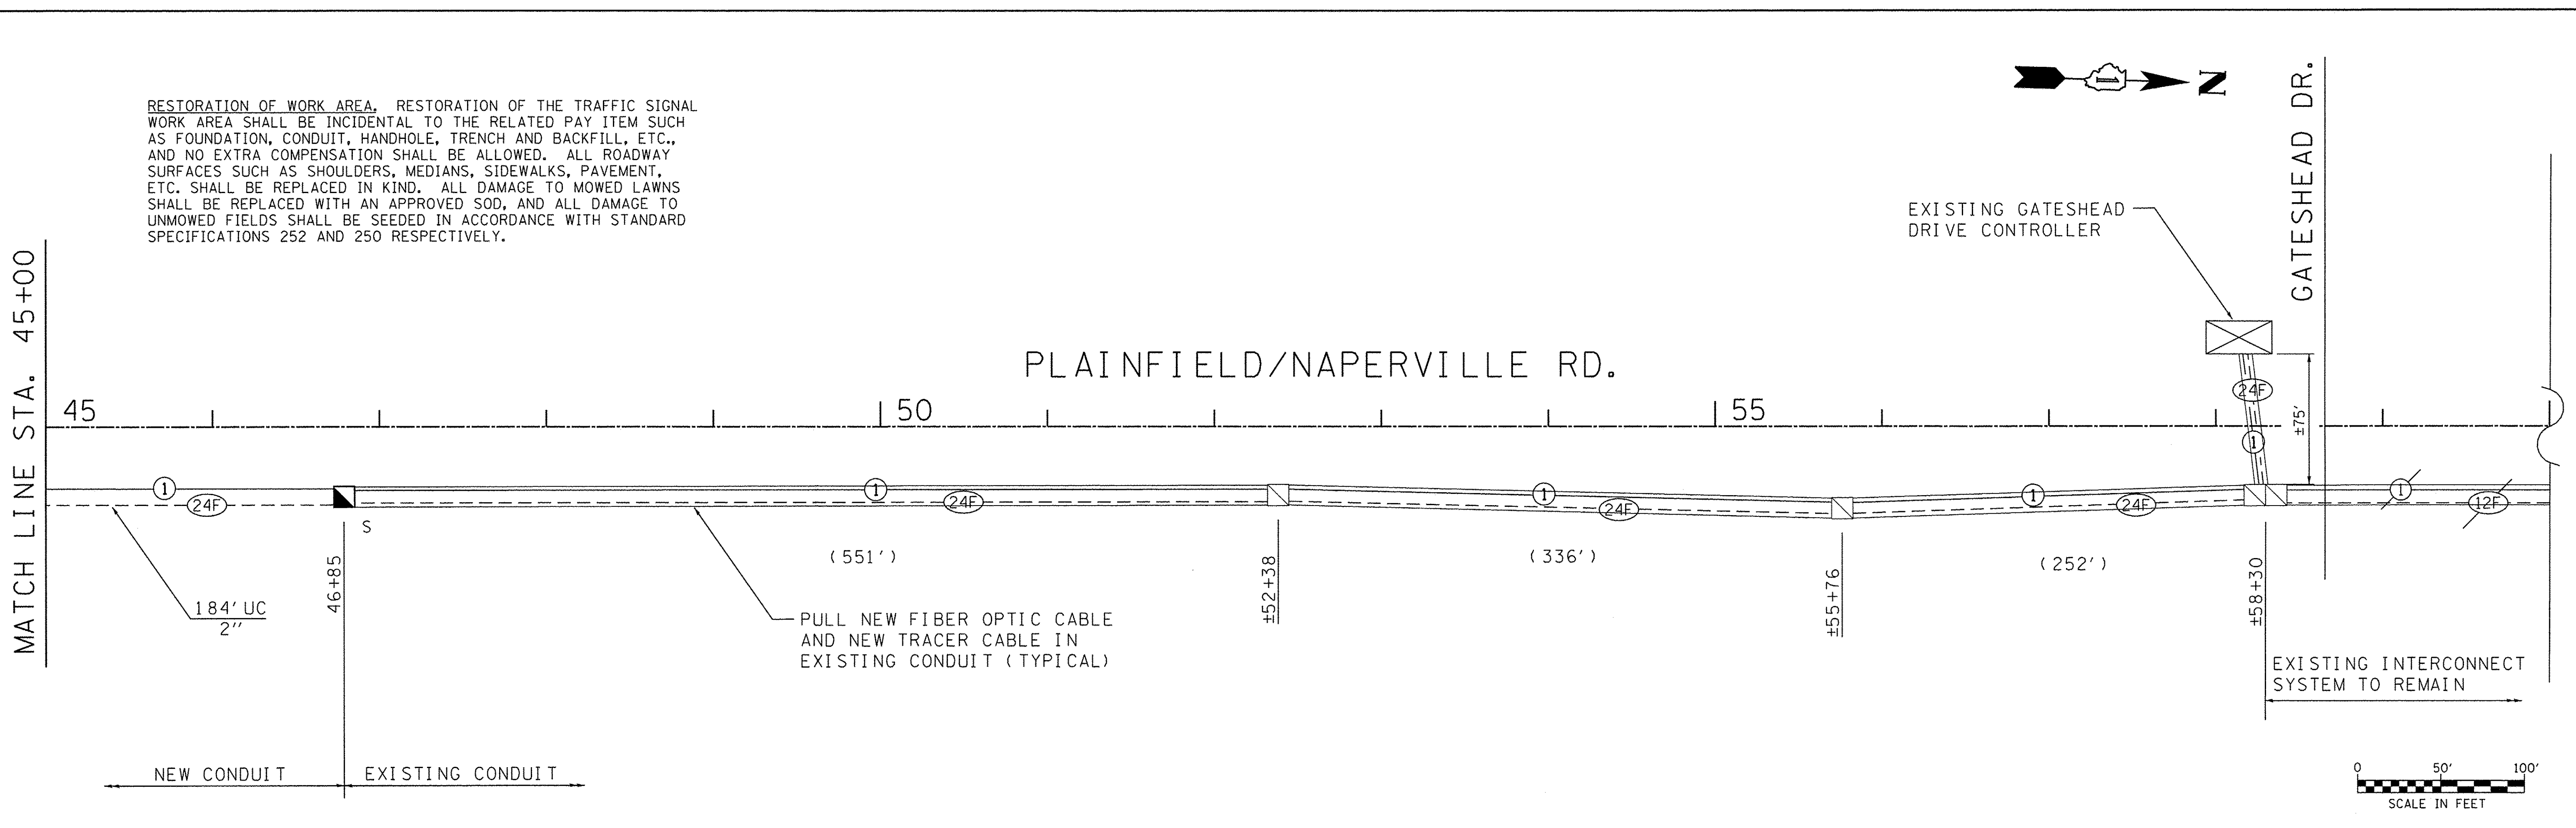 RESTORATION OF WORK AREA. RESTORATION OF THE TRAFFIC SIGNAL
WORK AREA SHALL BE INCIDENTAL TO THE RELATED PAY ITEM SUCH
AS FOUNDATION, CONDUIT, HANDHOLE, TRENCH AND BACKFILL, ETC.,
AND NO EXTRA COMPENSATION SHALL BE ALLOWED. ALL ROADWAY
SURFACES SUCH AS SHOULDERS, MEDIANS, SIDEWALKS, PAVEMENT,
ETC. SHALL BE REPLACED IN KIND. ALL DAMAGE TO MOWED LAWNS
SHALL BE REPLACED WITH AN APPROVED SOD, AND ALL DAMAGE TO
UNMOWED FIELDS SHALL BE SEEDED IN ACCORDANCE WITH STANDARD
SPECIFICATIONS 252 AND 250 RESPECTIVELY.
N
GATESHEAD DR.
EXISTING GATESHEAD
DRIVE CONTROLLER
MATCH LINE STA. 45+00
PLAINFIELD/NAPERVILLE RD.
45
50
55
24F
1
±75'
1
24F
S
1
24F
1
24F
1
24F
1
12F
(551')
(336')
(252')
46+85
±52+38
±55+76
±58+30
184' UC
2"
PULL NEW FIBER OPTIC CABLE
AND NEW TRACER CABLE IN
EXISTING CONDUIT (TYPICAL)
EXISTING INTERCONNECT
SYSTEM TO REMAIN
NEW CONDUIT
EXISTING CONDUIT
0 50' 100'
SCALE IN FEET